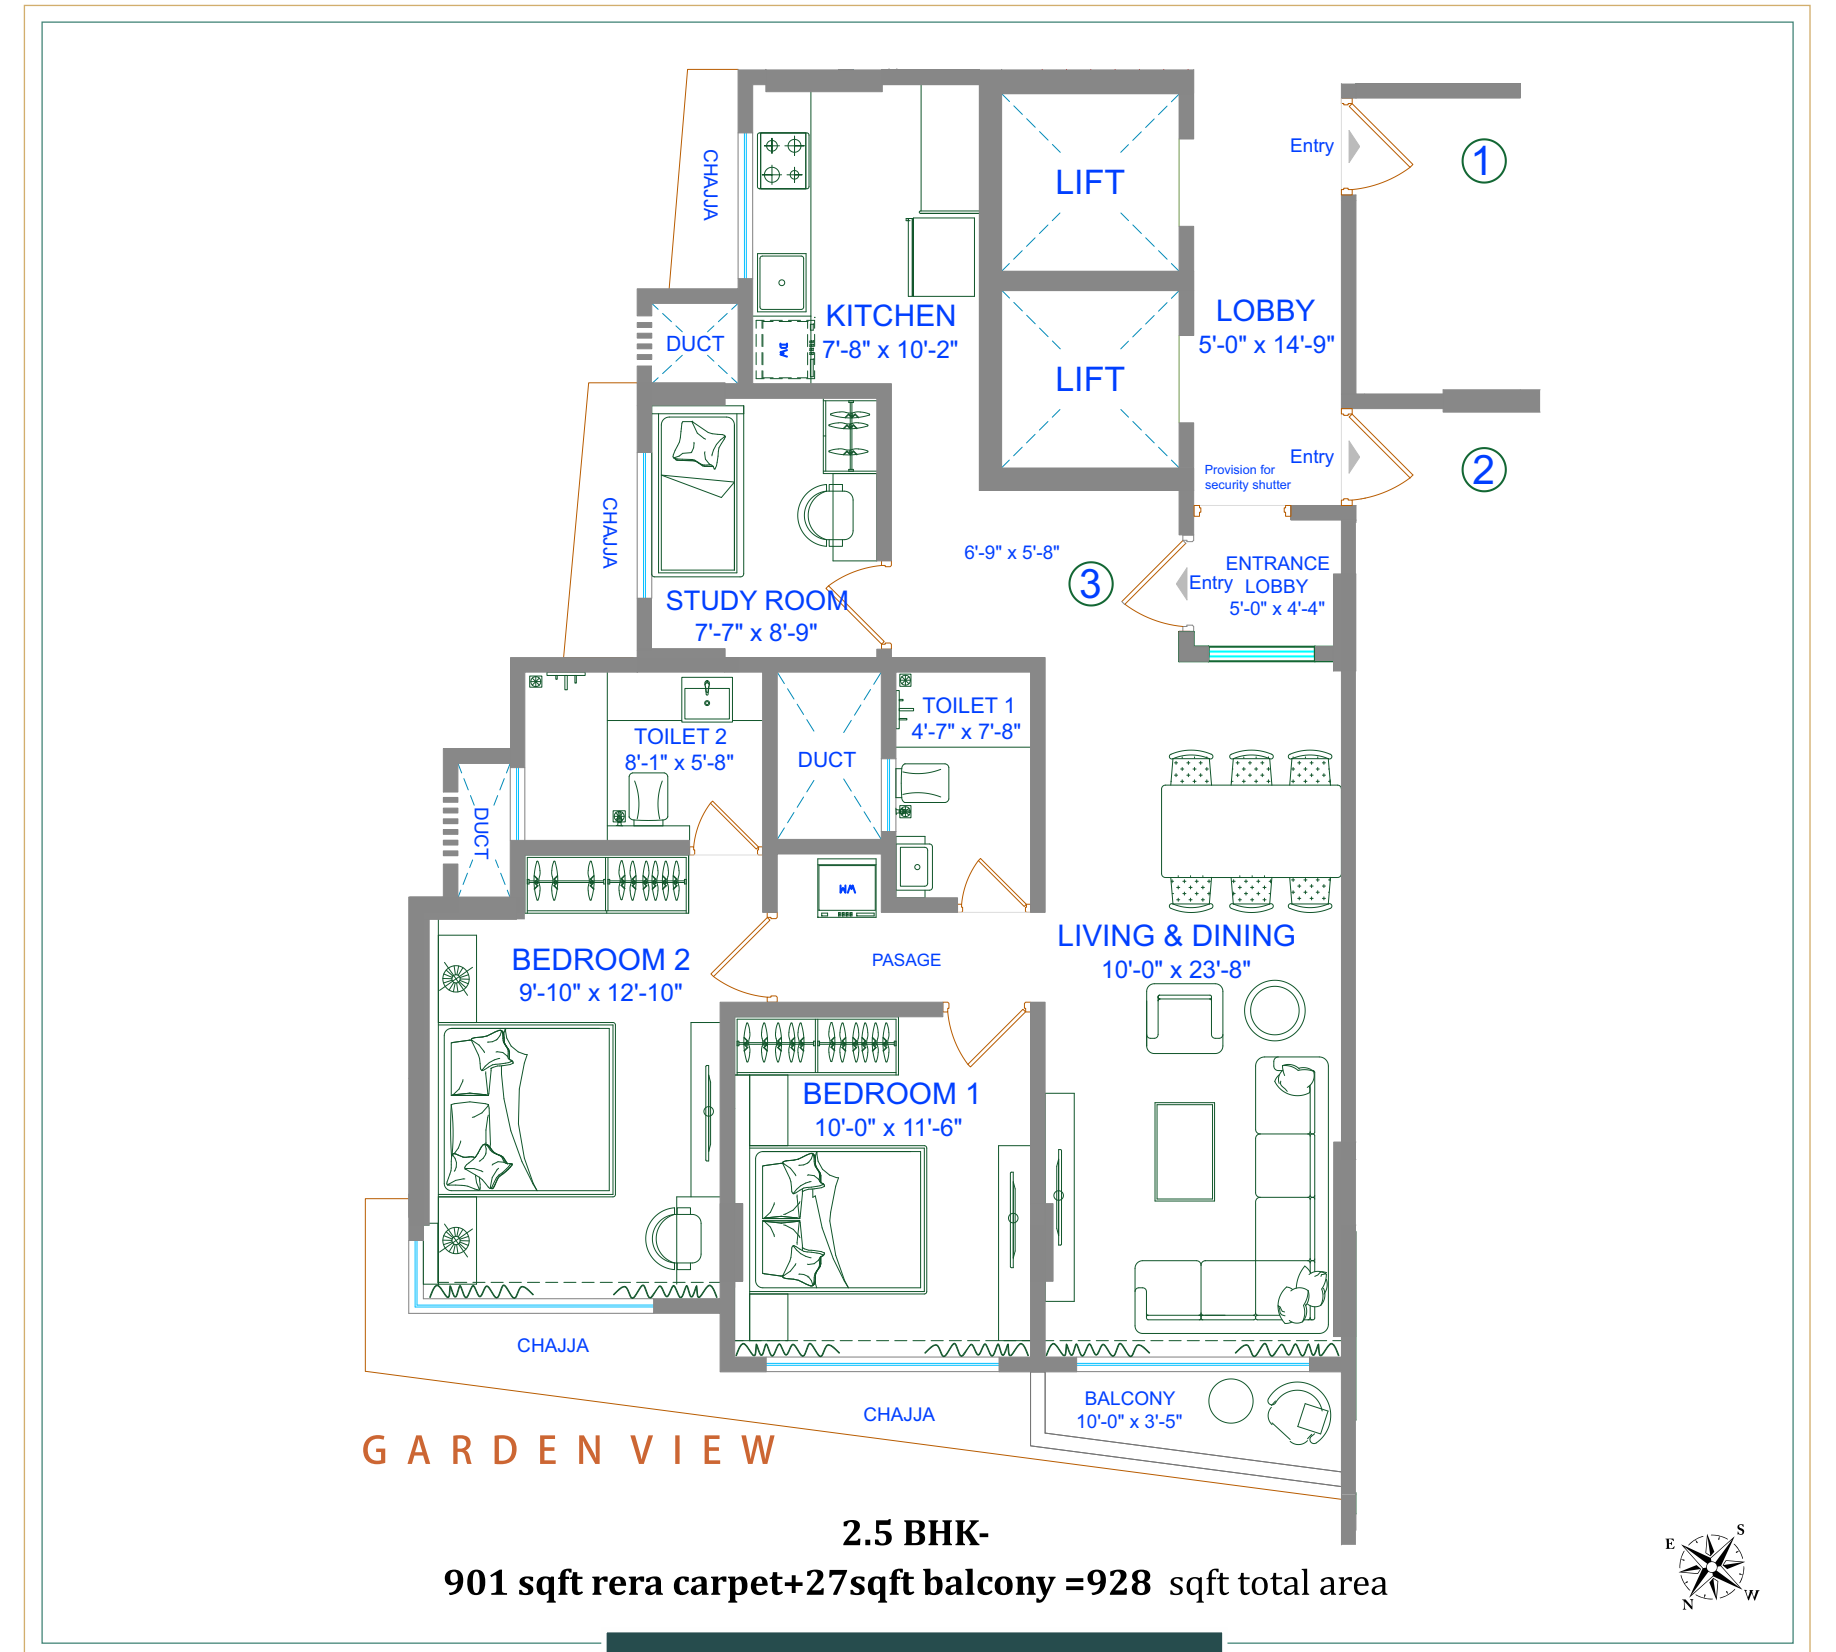 CHAJJA
LIFT
Entry
1
KITCHEN
7'-8" x 10'-2"
LOBBY
5'-0" x 14'-9"
DUCT
DW
LIFT
Entry
2
Provision for
security shutter
CHAJJA
6'-9" x 5'-8"
3
Entry
ENTRANCE
LOBBY
5'-0" x 4'-4"
STUDY ROOM
7'-7" x 8'-9"
TOILET 2
8'-1" x 5'-8"
DUCT
TOILET 1
4'-7" x 7'-8"
DUCT
WM
BEDROOM 2
9'-10" x 12'-10"
PASAGE
LIVING & DINING
10'-0" x 23'-8"
BEDROOM 1
10'-0" x 11'-6"
CHAJJA
CHAJJA
BALCONY
10'-0" x 3'-5"
GARDEN VIEW
2.5 BHK-
901 sqft rera carpet+27sqft balcony =928 sqft total area
E
S
N
W